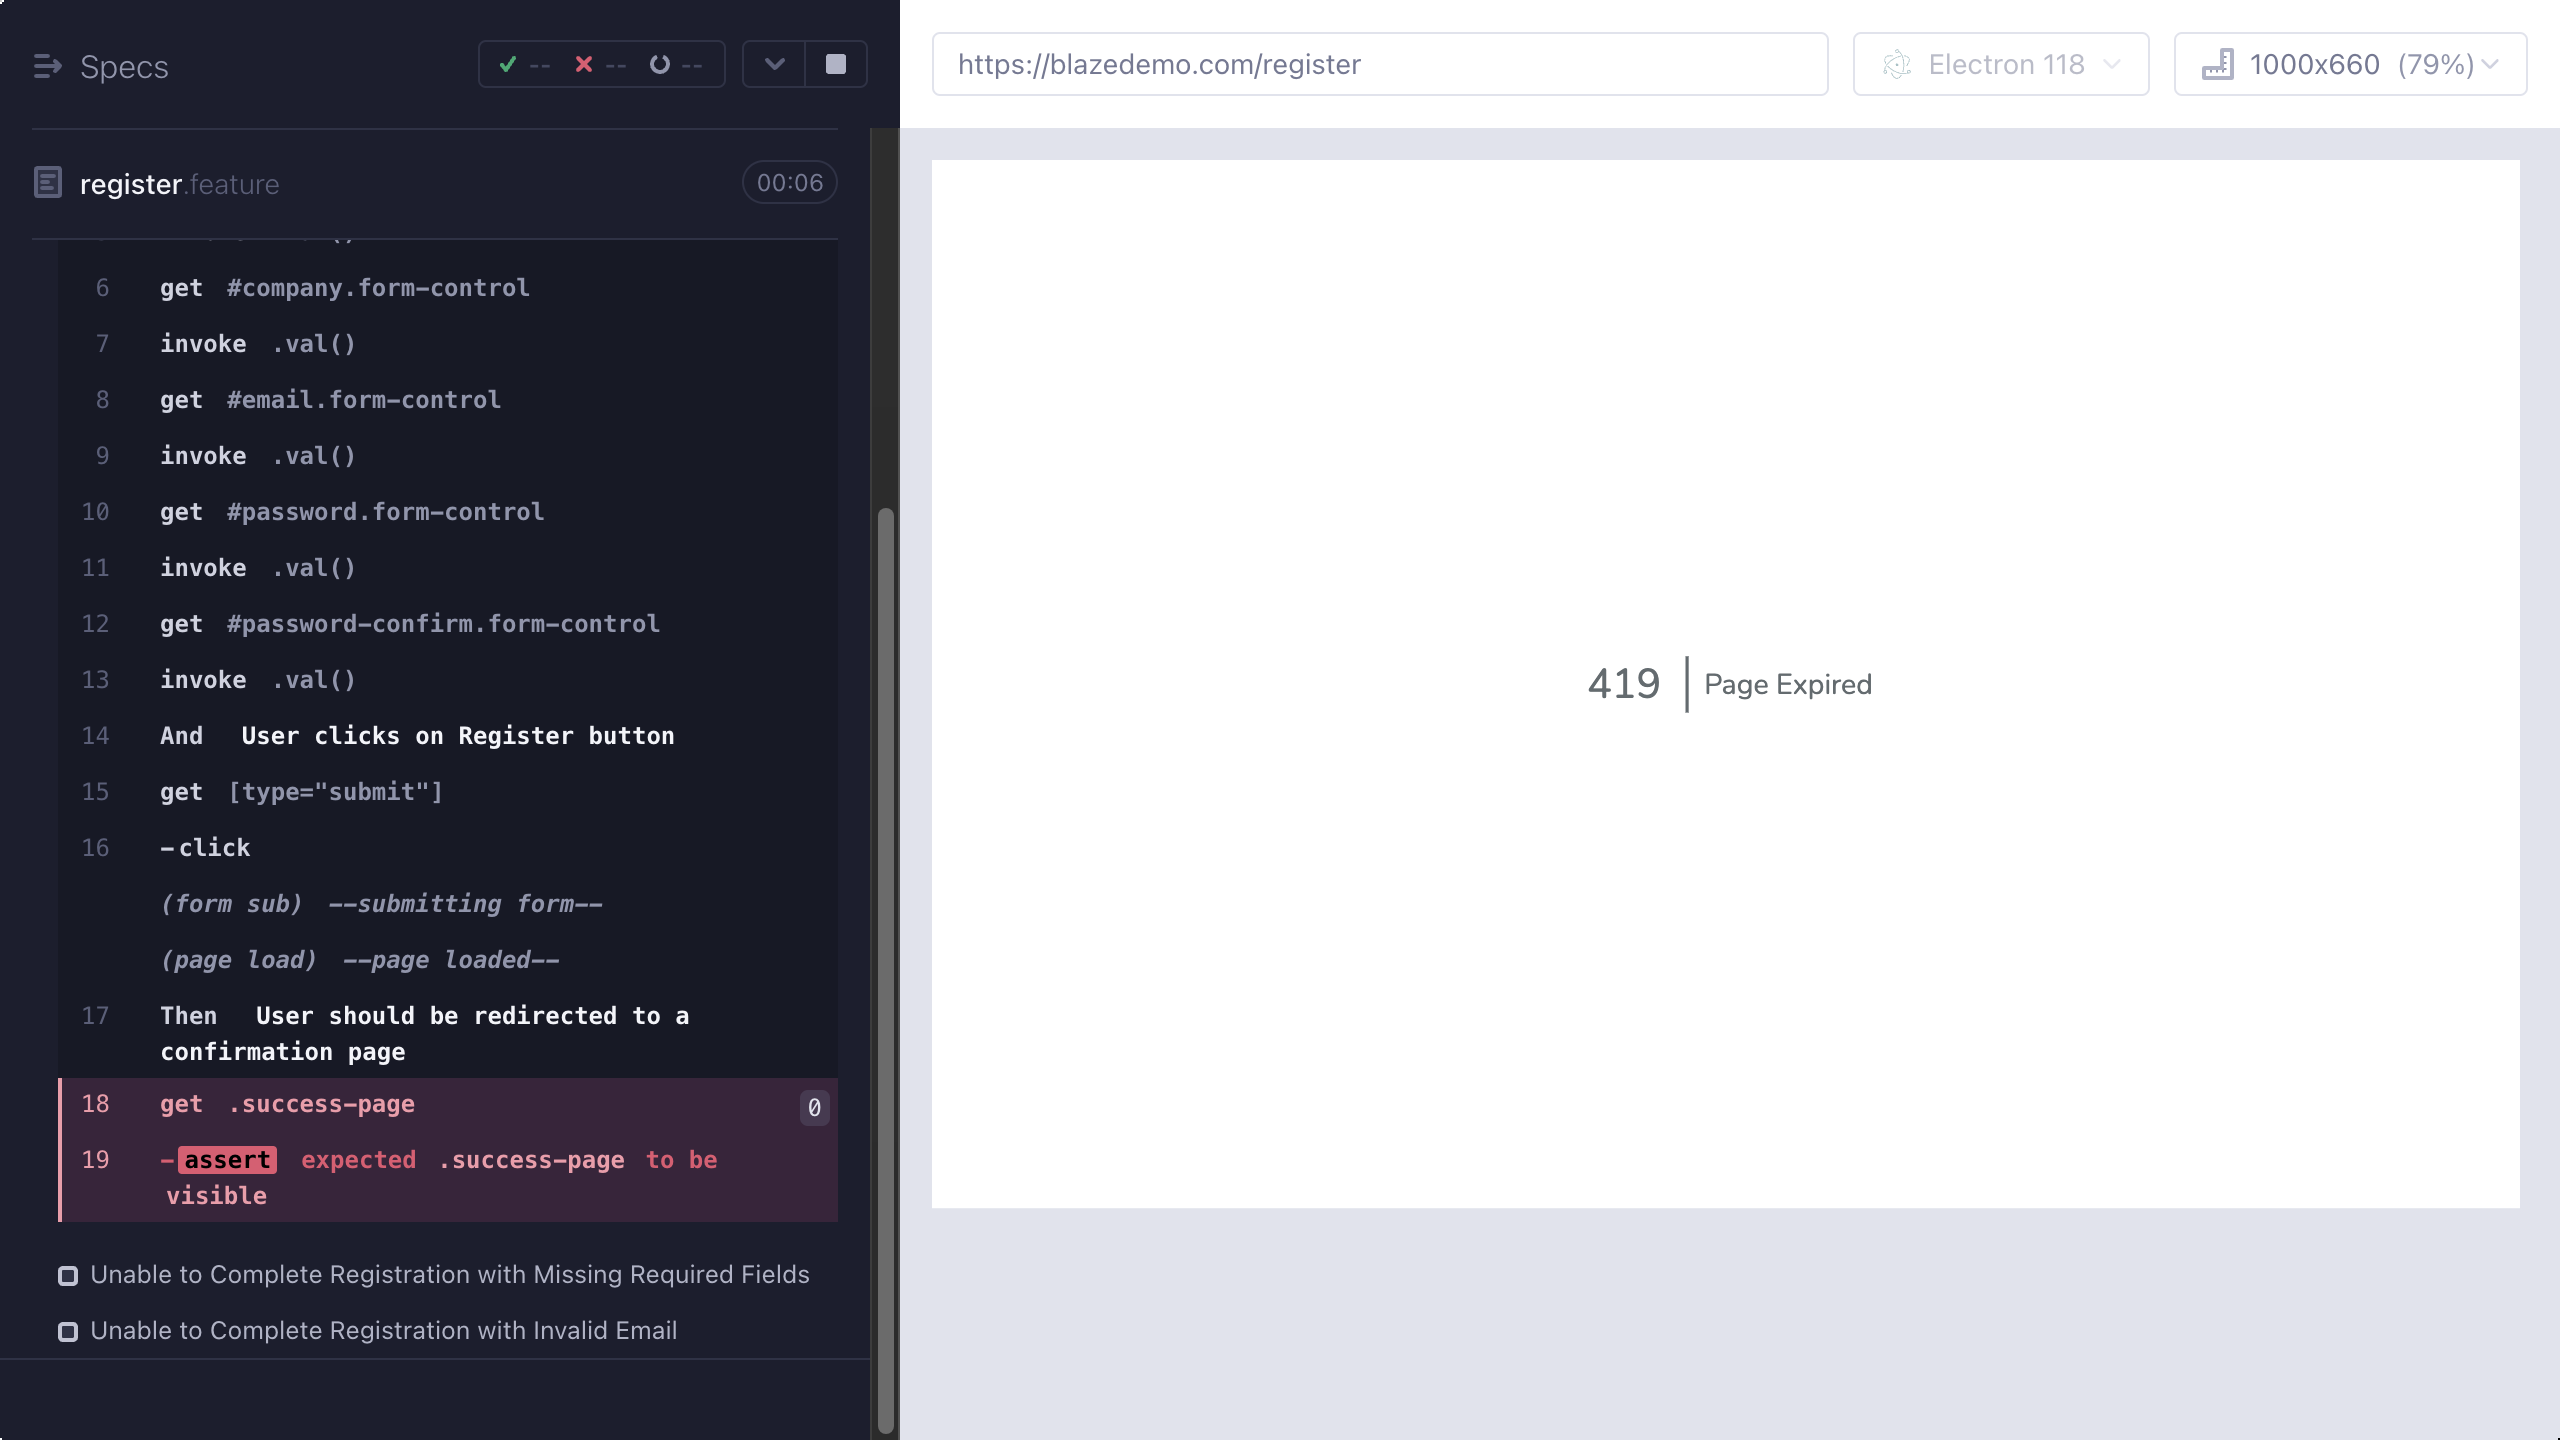 Specs
-- -- --
register.feature 00:06
6 get #company.form-control
7 invoke .val()
8 get #email.form-control
9 invoke .val()
10 get #password.form-control
11 invoke .val()
12 get #password-confirm.form-control
13 invoke .val()
14 And User clicks on Register button
15 get [type="submit"]
16 -click
(form sub) --submitting form--
(page load) --page loaded--
17 Then User should be redirected to a
confirmation page
18 get .success-page 0
19 -assert expected .success-page to be
visible
Unable to Complete Registration with Missing Required Fields
Unable to Complete Registration with Invalid Email
https://blazedemo.com/register
Electron 118
1000x660 (79%)
419 Page Expired